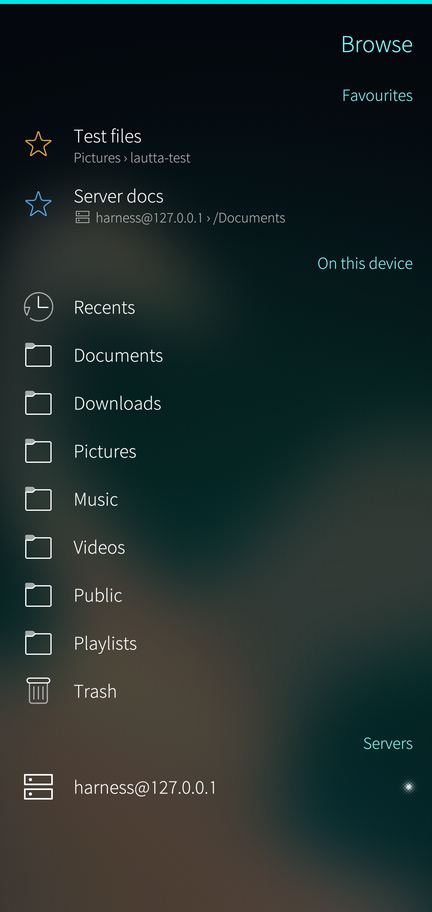 Browse
Favourites
Test files
Pictures › lautta-test
Server docs
harness@127.0.0.1 › /Documents
On this device
Recents
Documents
Downloads
Pictures
Music
Videos
Public
Playlists
Trash
Servers
harness@127.0.0.1